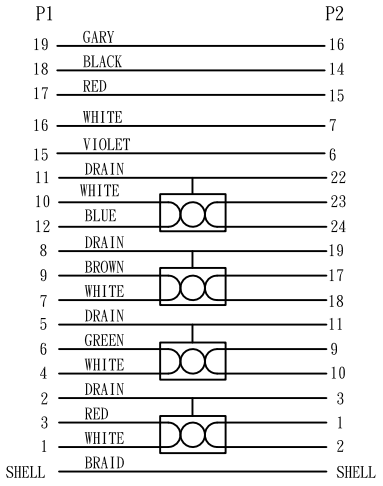 P1 P2
19 GARY 16
18 BLACK 14
17 RED 15
16 WHITE 7
15 VIOLET 6
11 DRAIN 22
10 WHITE 23
12 BLUE 24
8 DRAIN 19
9 BROWN 17
7 WHITE 18
5 DRAIN 11
6 GREEN 9
4 WHITE 10
2 DRAIN 3
3 RED 1
1 WHITE 2
SHELL BRAID SHELL